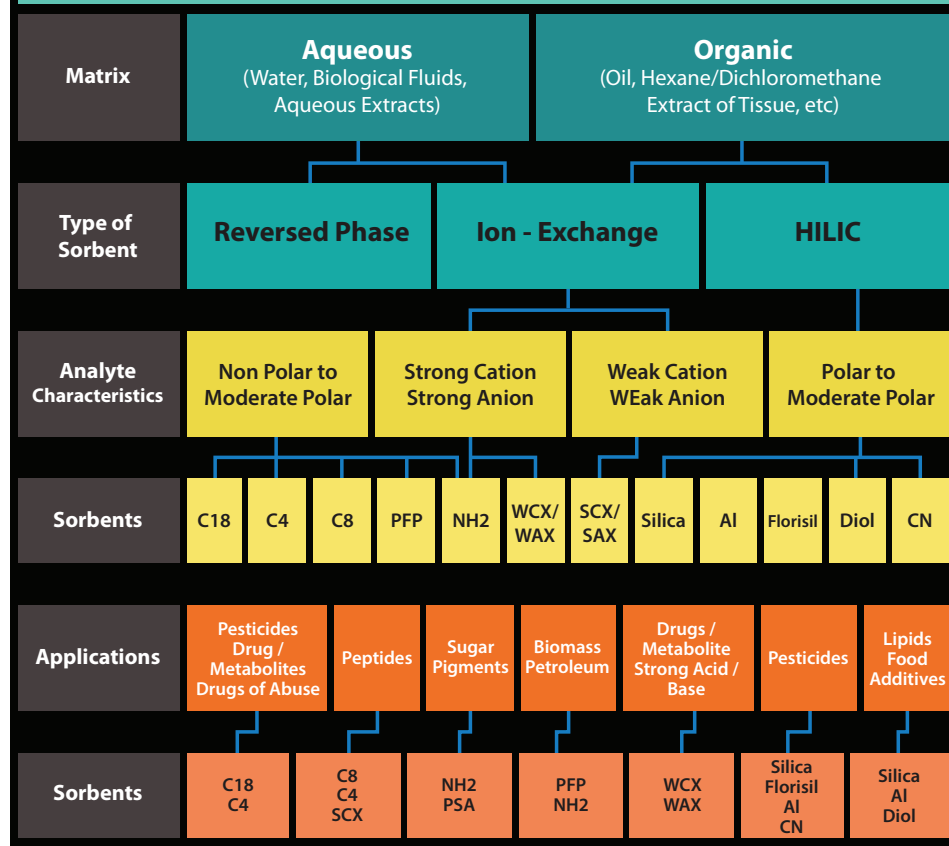 Matrix
Aqueous
(Water, Biological Fluids,
Aqueous Extracts)
Organic
(Oil, Hexane/Dichloromethane
Extract of Tissue, etc)
Type of
Sorbent
Reversed Phase
Ion - Exchange
HILIC
Analyte
Characteristics
Non Polar to
Moderate Polar
Strong Cation
Strong Anion
Weak Cation
WEak Anion
Polar to
Moderate Polar
Sorbents
C18
C4
C8
PFP
NH2
WCX/
WAX
SCX/
SAX
Silica
Al
Florisil
Diol
CN
Applications
Pesticides
Drug /
Metabolites
Drugs of Abuse
Peptides
Sugar
Pigments
Biomass
Petroleum
Drugs /
Metabolite
Strong Acid /
Base
Pesticides
Lipids
Food
Additives
Sorbents
C18
C4
C8
C4
SCX
NH2
PSA
PFP
NH2
WCX
WAX
Silica
Florisil
Al
CN
Silica
Al
Diol